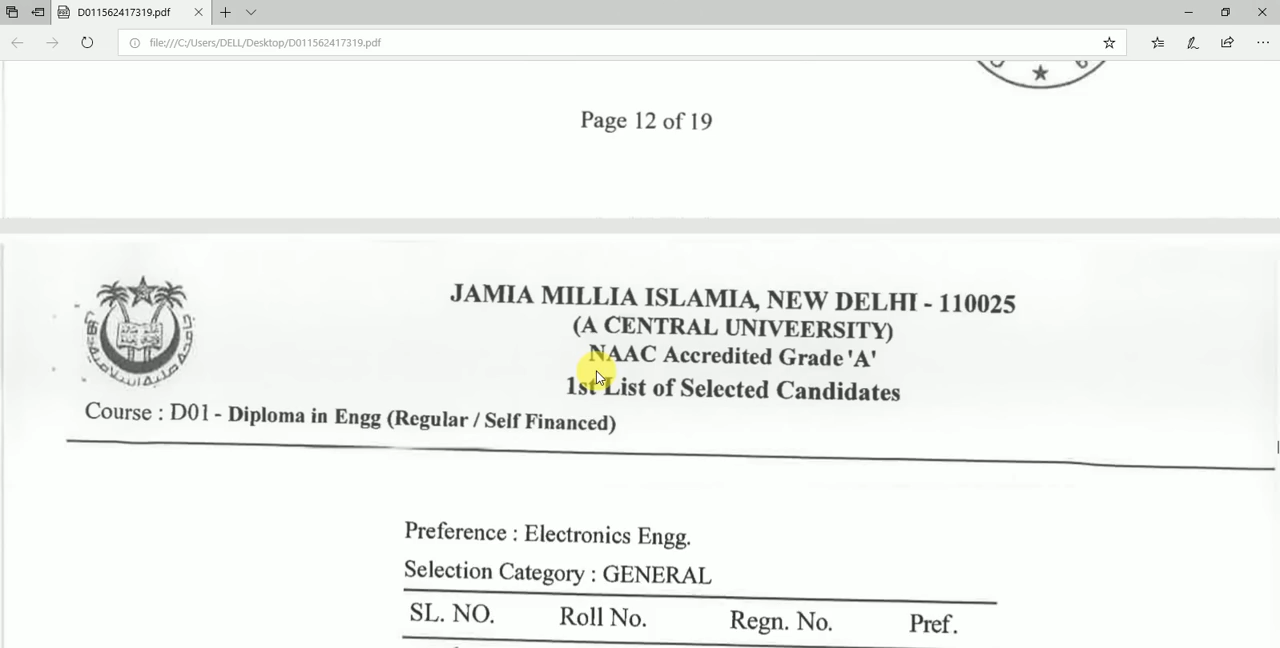 D011562417319.pdf
file:///C:/Users/DELL/Desktop/D011562417319.pdf
Page 12 of 19
JAMIA MILLIA ISLAMIA, NEW DELHI - 110025
(A CENTRAL UNIVEERSITY)
NAAC Accredited Grade 'A'
1st List of Selected Candidates
Course : D01 - Diploma in Engg (Regular / Self Financed)
Preference : Electronics Engg.
Selection Category : GENERAL
SL. NO. Roll No. Regn. No. Pref.